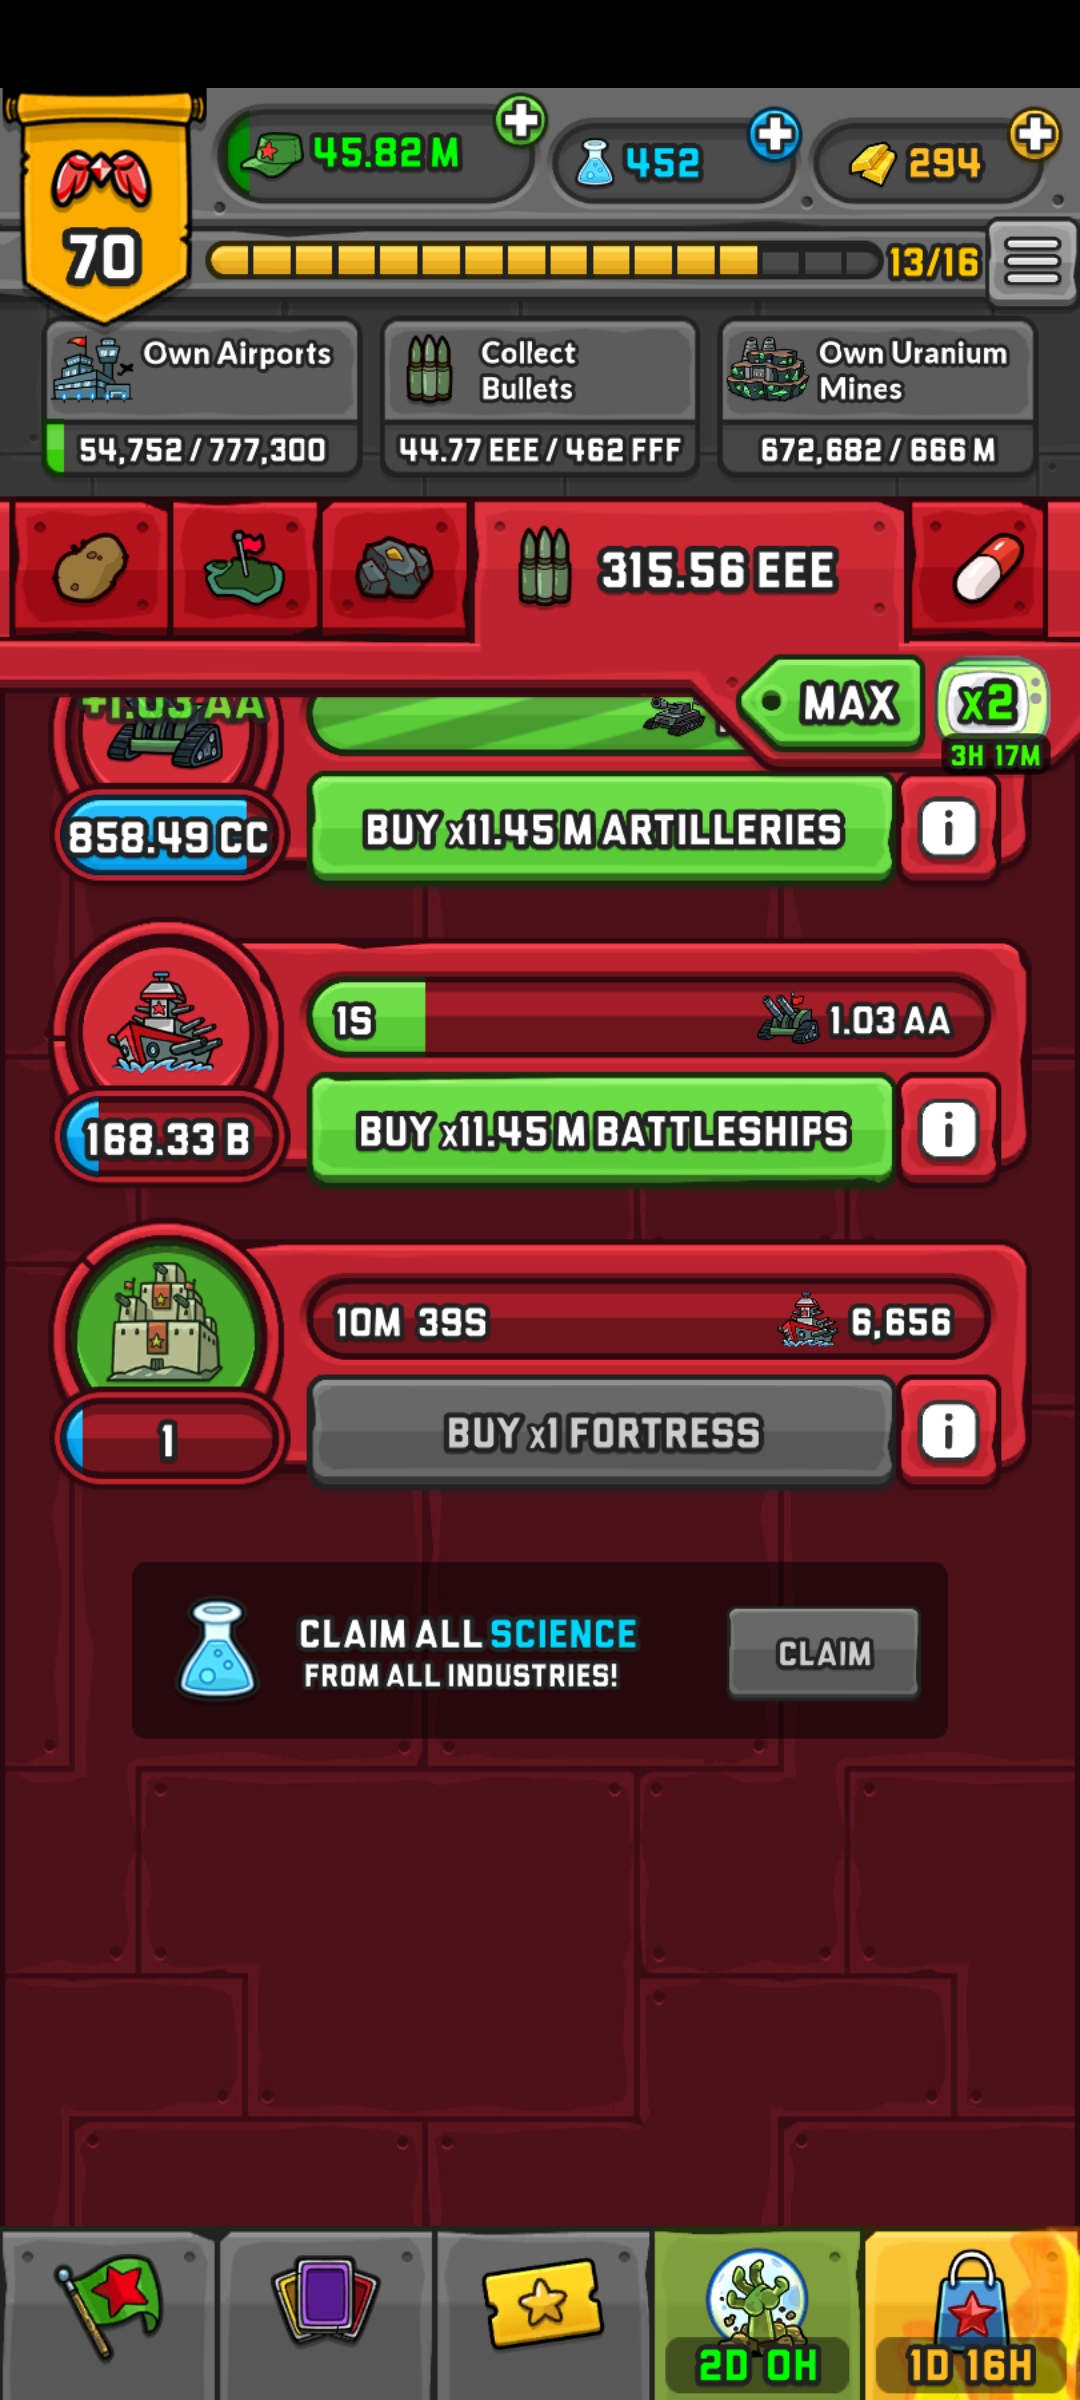 45.82 M
452
294
70
13/16
Own Airports
54,752 / 777,300
Collect
Bullets
44.77 EEE / 462 FFF
Own Uranium
Mines
672,682 / 666 M
315.56 EEE
MAX
x2
3H 17M
+1.03 AA
858.49 CC
BUY x11.45 M ARTILLERIES
i
1S
1.03 AA
168.33 B
BUY x11.45 M BATTLESHIPS
i
10M 39S
6,656
1
BUY x1 FORTRESS
i
CLAIM ALL SCIENCE
FROM ALL INDUSTRIES!
CLAIM
2D 0H
1D 16H